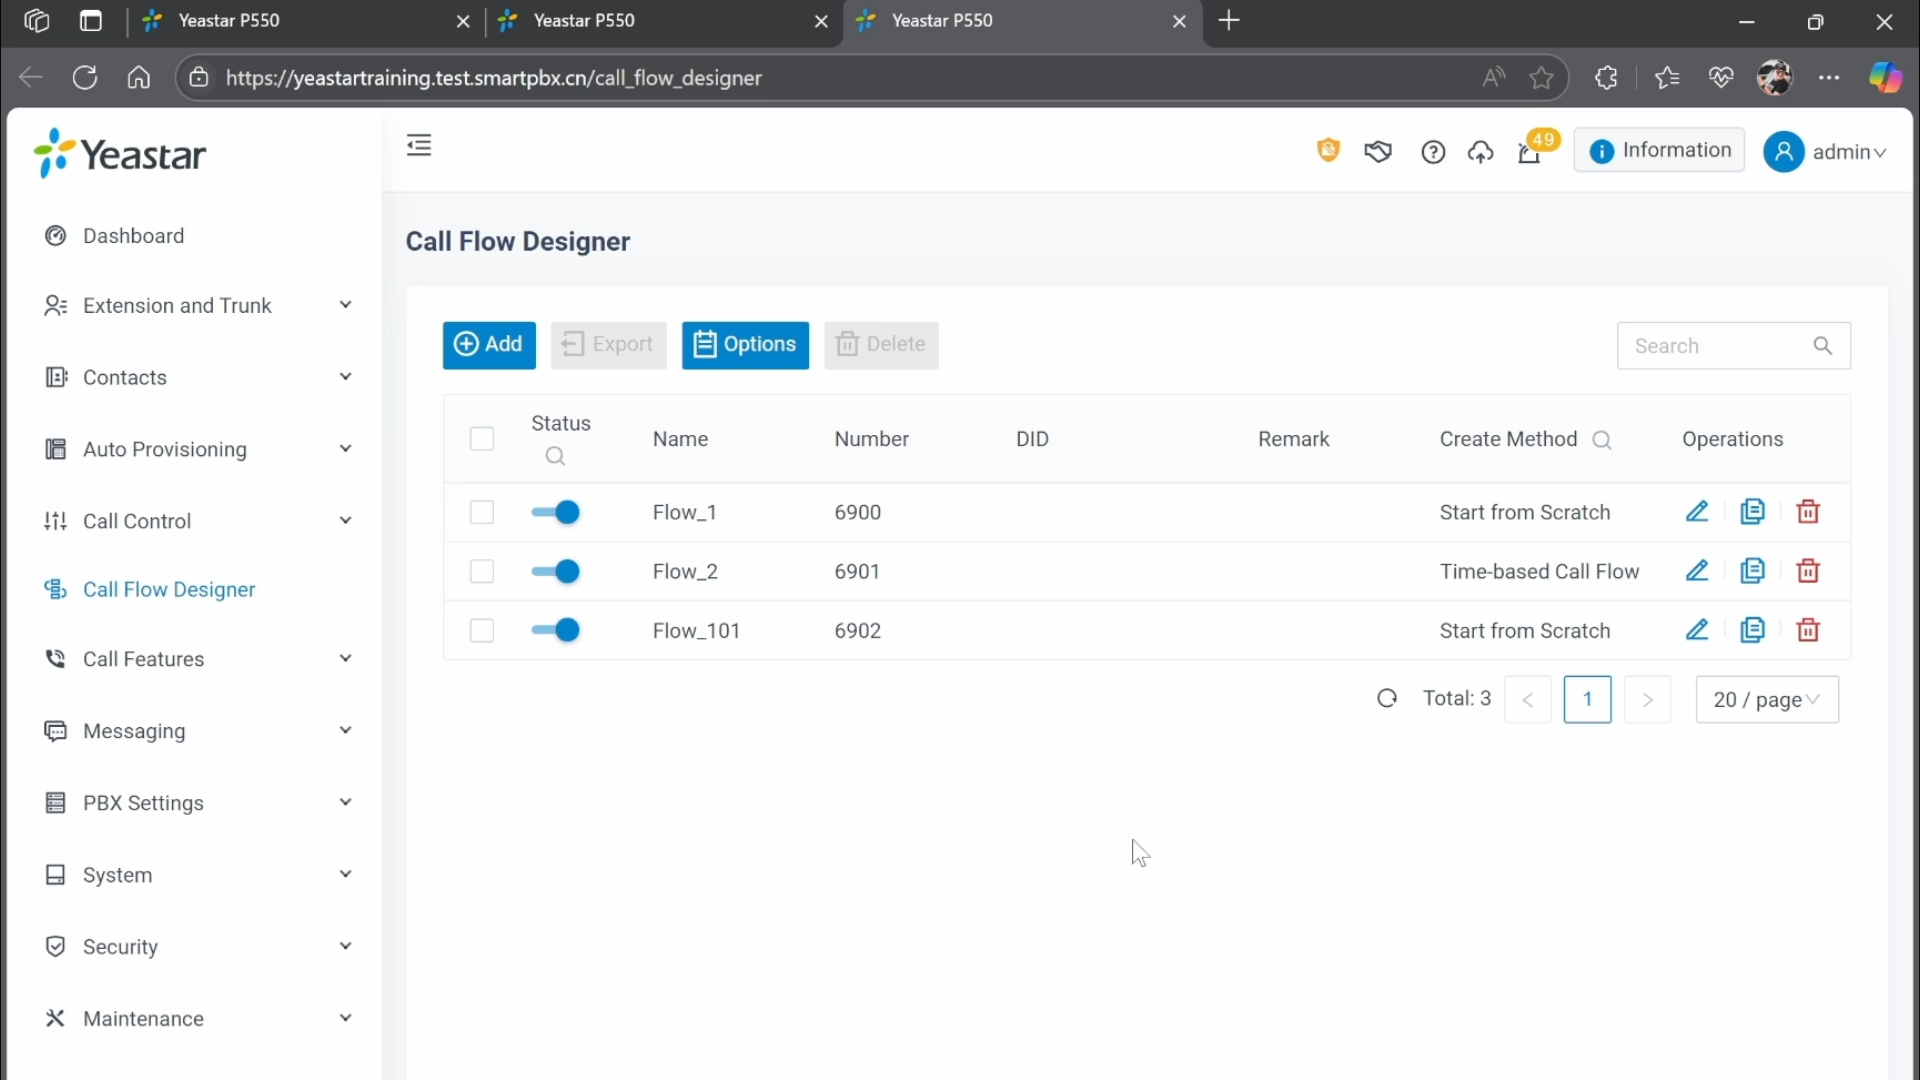 Yeastar P550
Yeastar P550
Yeastar P550
https://yeastartraining.test.smartpbx.cn/call_flow_designer
Yeastar
49
Information
admin
Dashboard
Extension and Trunk
Contacts
Auto Provisioning
Call Control
Call Flow Designer
Call Features
Messaging
PBX Settings
System
Security
Maintenance
Call Flow Designer
Add
Export
Options
Delete
Search
Status
Name
Number
DID
Remark
Create Method
Operations
Flow_1 6900 Start from Scratch
Flow_2 6901 Time-based Call Flow
Flow_101 6902 Start from Scratch
Total: 3
1
20 / page